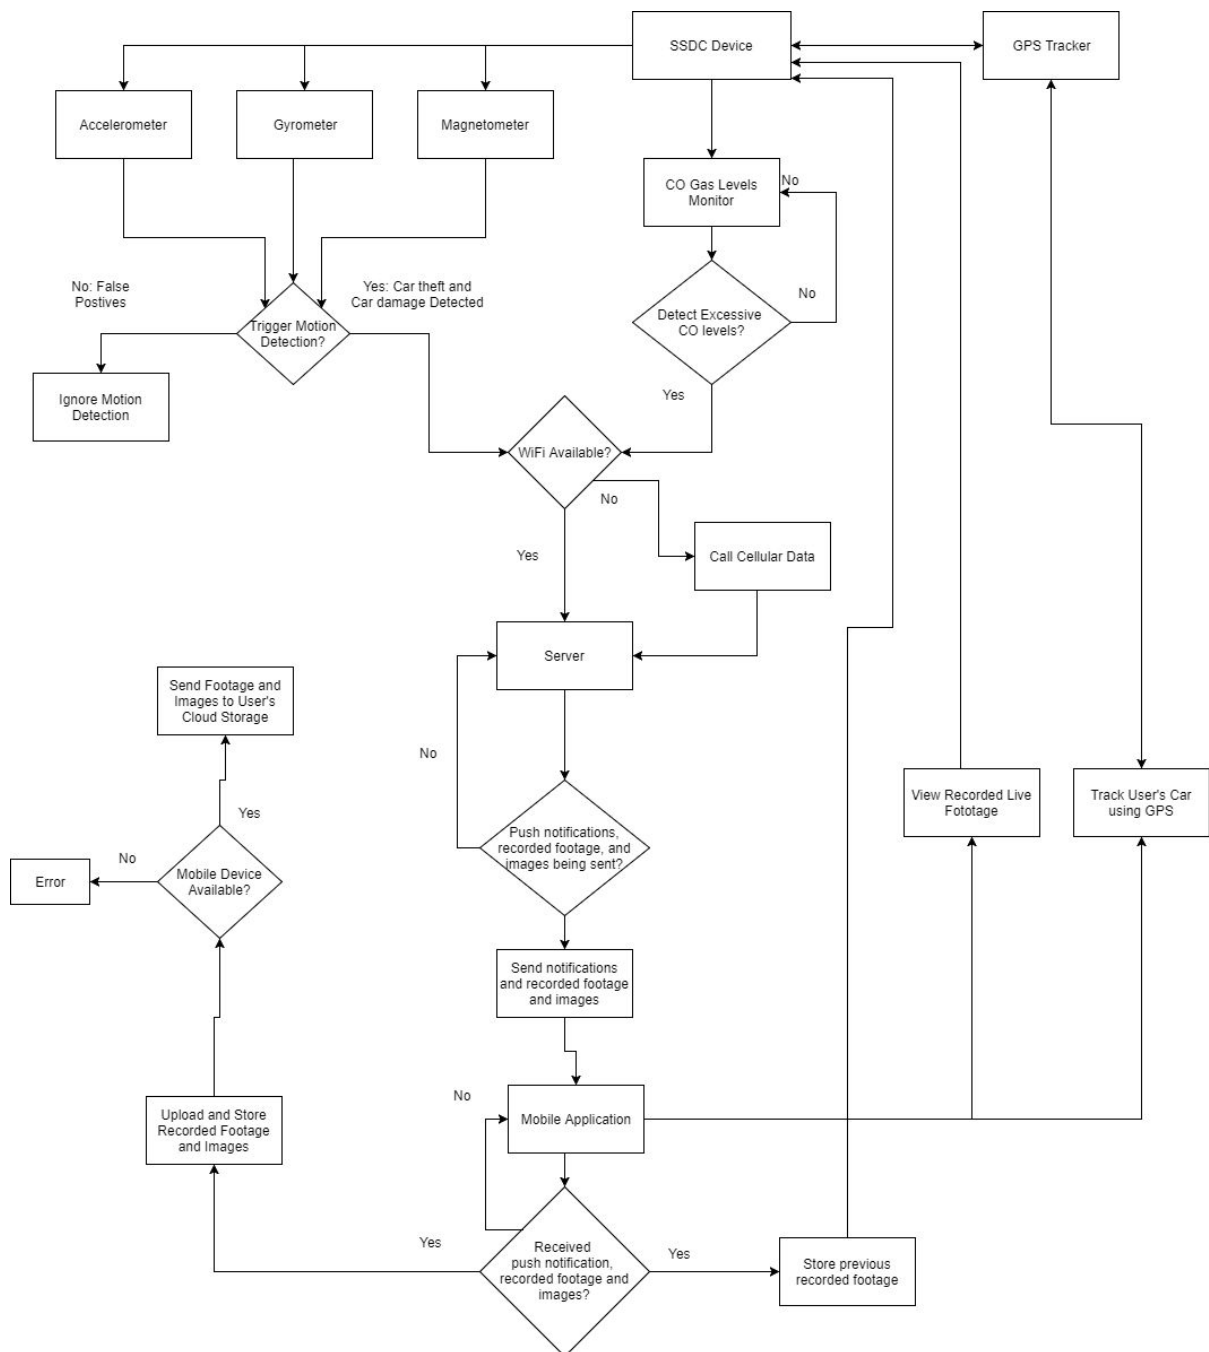 SSDC Device
GPS Tracker
Accelerometer
Gyrometer
Magnetometer
CO Gas Levels
Monitor
No
No: False
Postives
Yes: Car theft and
Car damage Detected
No
Trigger Motion
Detection?
Detect Excessive
CO levels?
Ignore Motion
Detection
Yes
WiFi Available?
No
Yes
Call Cellular Data
Server
Send Footage and
Images to User's
Cloud Storage
No
View Recorded Live
Fototage
Track User's Car
using GPS
Yes
Push notifications,
recorded footage, and
images being sent?
No
Error
Mobile Device
Available?
Send notifications
and recorded footage
and images
No
Mobile Application
Upload and Store
Recorded Footage
and Images
Yes
Received
push notification,
recorded footage and
images?
Yes
Store previous
recorded footage